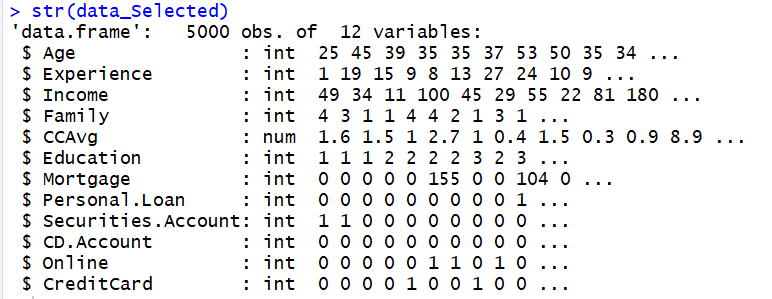 > str(data_Selected)
'data.frame':   5000 obs. of  12 variables:
 $ Age               : int  25 45 39 35 35 37 53 50 35 34 ...
 $ Experience        : int  1 19 15 9 8 13 27 24 10 9 ...
 $ Income            : int  49 34 11 100 45 29 55 22 81 180 ...
 $ Family            : int  4 3 1 1 4 4 2 1 3 1 ...
 $ CCAvg             : num  1.6 1.5 1 2.7 1 0.4 1.5 0.3 0.9 8.9 ...
 $ Education         : int  1 1 1 2 2 2 2 3 2 3 ...
 $ Mortgage          : int  0 0 0 0 0 155 0 0 104 0 ...
 $ Personal.Loan     : int  0 0 0 0 0 0 0 0 0 1 ...
 $ Securities.Account: int  1 1 0 0 0 0 0 0 0 0 ...
 $ CD.Account        : int  0 0 0 0 0 0 0 0 0 0 ...
 $ Online            : int  0 0 0 0 0 1 1 0 1 0 ...
 $ CreditCard        : int  0 0 0 0 1 0 0 1 0 0 ...